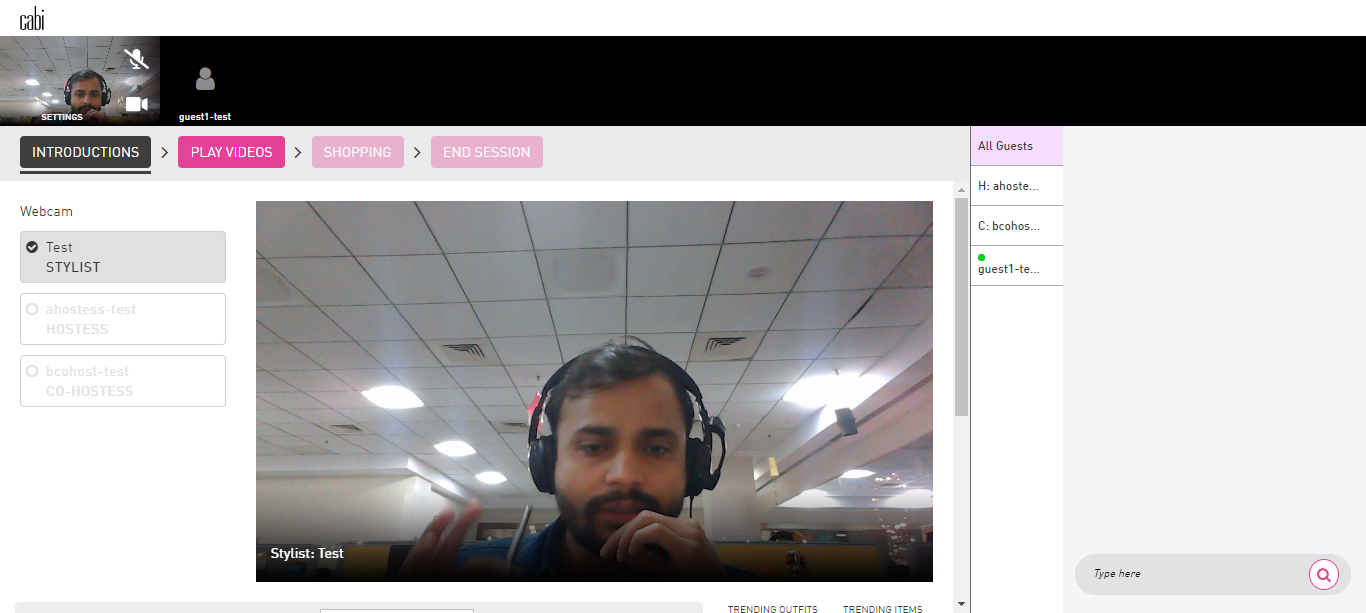 cabi
SETTINGS
guest1-test
INTRODUCTIONS
PLAY VIDEOS
SHOPPING
END SESSION
Webcam
Test
STYLIST
ahostess-test
HOSTESS
bcohost-test
CO-HOSTESS
Stylist: Test
TRENDING OUTFITS
TRENDING ITEMS
All Guests
H: ahoste...
C: bcohos...
guest1-te...
Type here